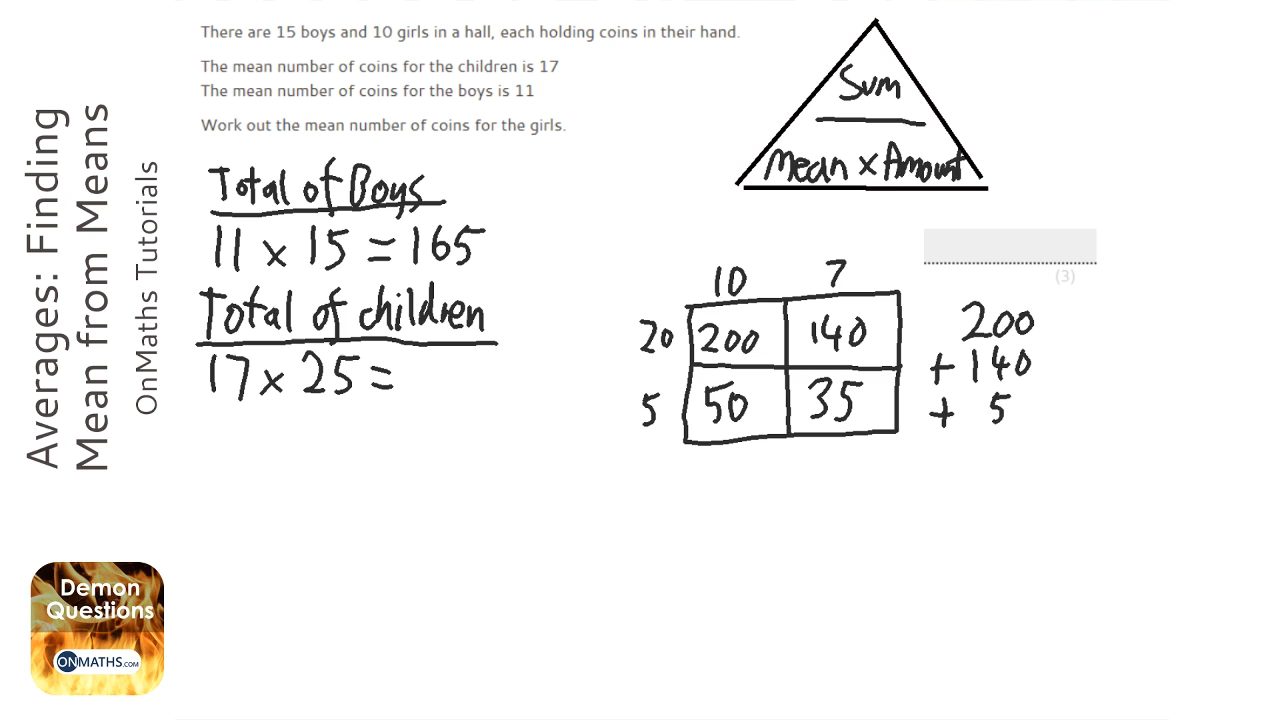 Averages: Finding
Mean from Means
OnMaths Tutorials
There are 15 boys and 10 girls in a hall, each holding coins in their hand.
The mean number of coins for the children is 17
The mean number of coins for the boys is 11
Work out the mean number of coins for the girls.
Sum
Mean × Amount
Total of Boys
11 × 15 = 165
Total of children
17 × 25 =
(3)
10 7
20 200 140
5 50 35
200
+ 140
+ 5
Demon
Questions
ONMATHS.COM